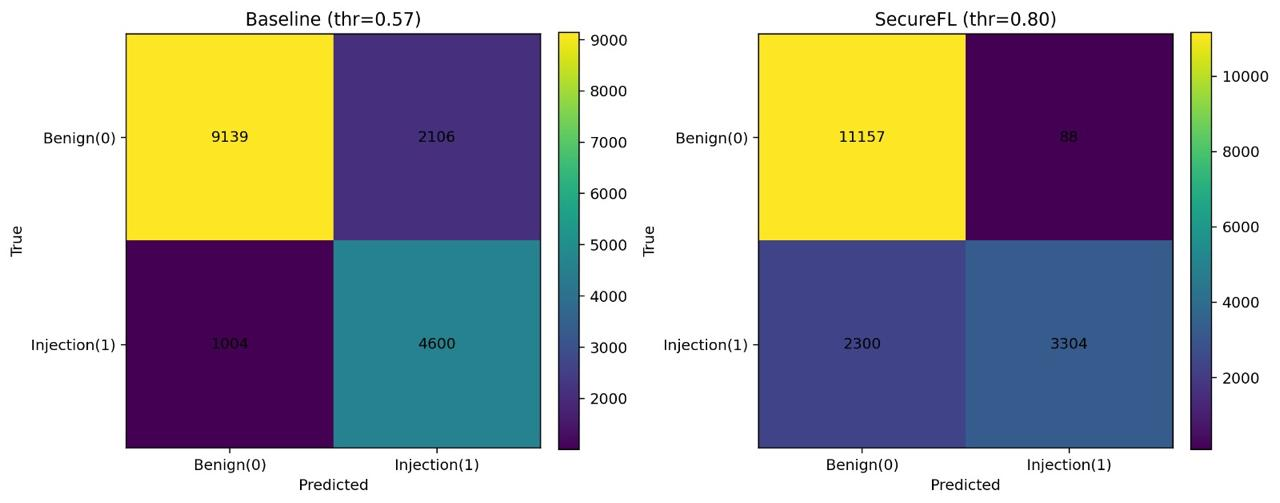 Baseline (thr=0.57)
9000
8000
7000
6000
5000
4000
3000
2000
Benign(0)
9139
2106
Injection(1)
1004
4600
True
Benign(0)
Injection(1)
Predicted
SecureFL (thr=0.80)
10000
8000
6000
4000
2000
Benign(0)
11157
88
Injection(1)
2300
3304
True
Benign(0)
Injection(1)
Predicted